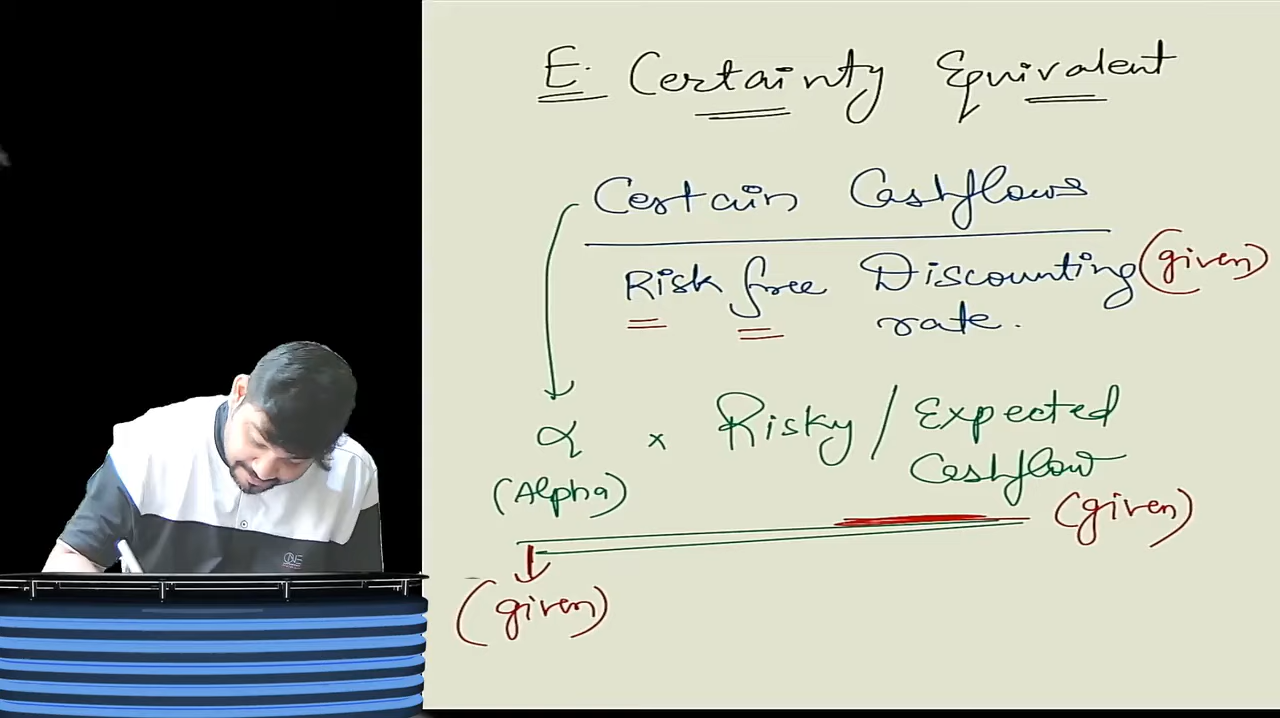 E. Certainty Equivalent
Certain Cashflows
Risk free Discounting (given)
rate.
α × Risky / Expected
Cashflow
(Alpha)
(given)
(given)